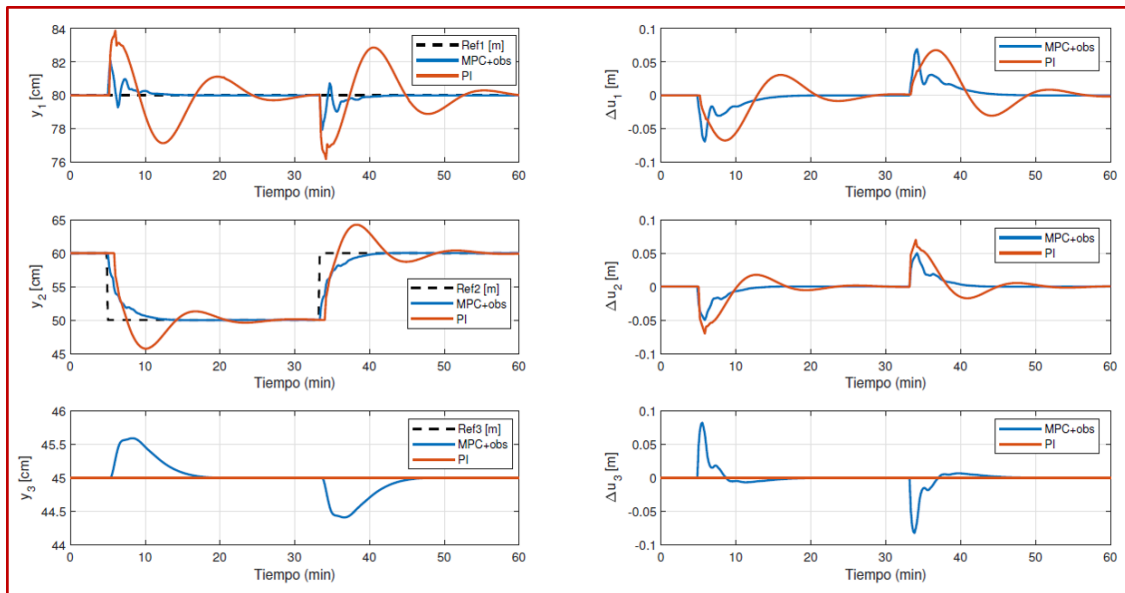 84
82
80
78
76
y1 [cm]
Ref1 [m]
MPC+obs
PI
0 10 20 30 40 50 60
Tiempo (min)
0.1
0.05
0
-0.05
-0.1
Δu1 [m]
MPC+obs
PI
0 10 20 30 40 50 60
Tiempo (min)
65
60
55
50
45
y2 [cm]
Ref2 [m]
MPC+obs
PI
0 10 20 30 40 50 60
Tiempo (min)
0.1
0.05
0
-0.05
-0.1
Δu2 [m]
MPC+obs
PI
0 10 20 30 40 50 60
Tiempo (min)
46
45.5
45
44.5
44
y3 [cm]
Ref3 [m]
MPC+obs
PI
0 10 20 30 40 50 60
Tiempo (min)
0.1
0.05
0
-0.05
-0.1
Δu3 [m]
MPC+obs
PI
0 10 20 30 40 50 60
Tiempo (min)